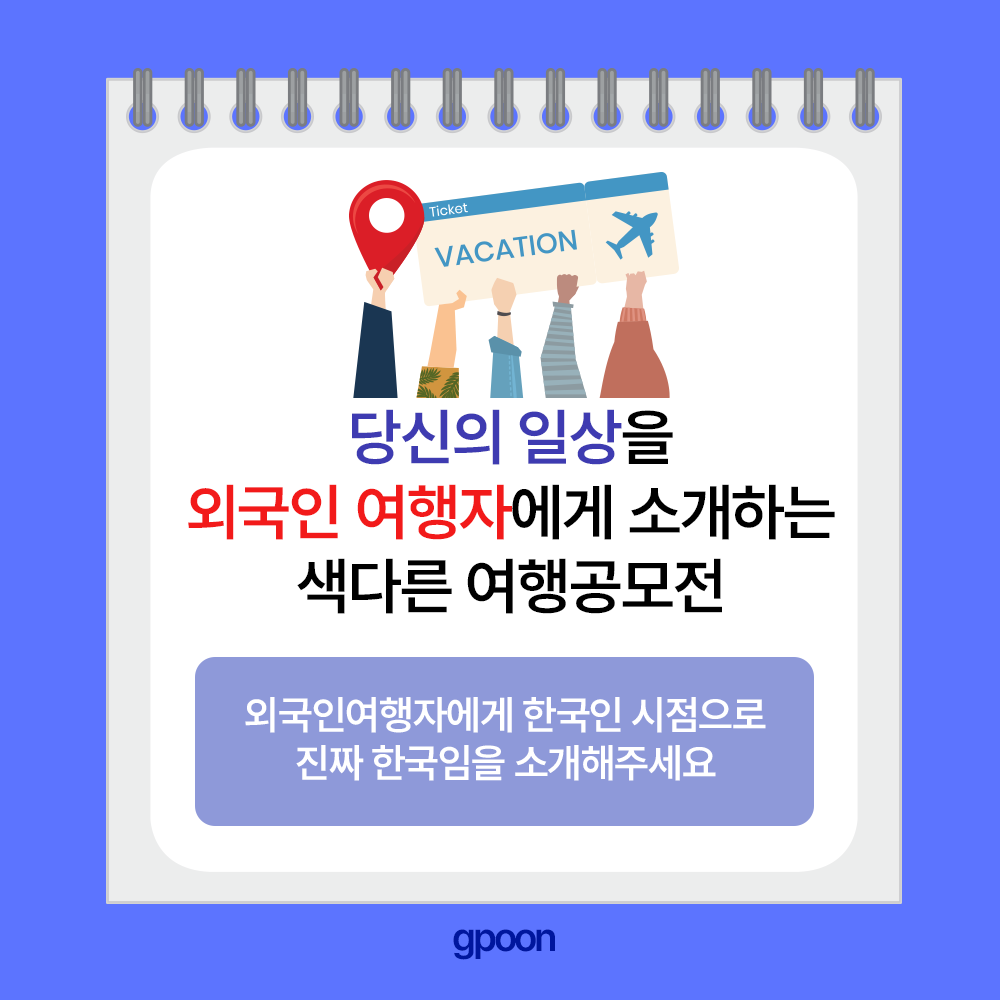 Ticket
VACATION
당신의 일상을
외국인 여행자에게 소개하는
색다른 여행공모전
외국인여행자에게 한국인 시점으로
진짜 한국임을 소개해주세요
gpoon